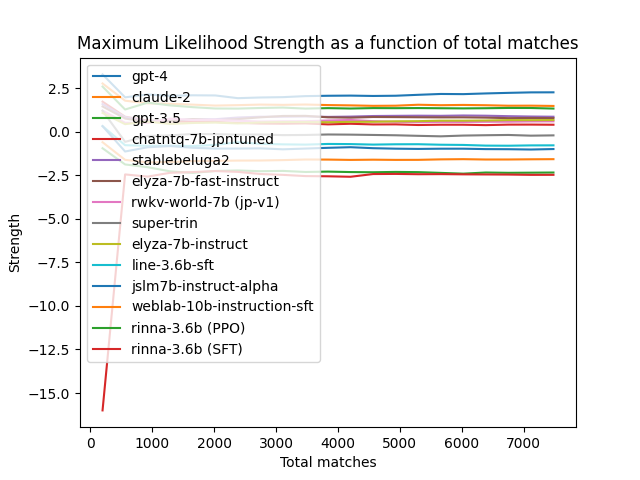 Maximum Likelihood Strength as a function of total matches
gpt-4
claude-2
gpt-3.5
chatntq-7b-jpntuned
stablebeluga2
elyza-7b-fast-instruct
rwkv-world-7b (jp-v1)
super-trin
elyza-7b-instruct
line-3.6b-sft
jslm7b-instruct-alpha
weblab-10b-instruction-sft
rinna-3.6b (PPO)
rinna-3.6b (SFT)
Strength
2.5
0.0
−2.5
−5.0
−7.5
−10.0
−12.5
−15.0
0 1000 2000 3000 4000 5000 6000 7000
Total matches